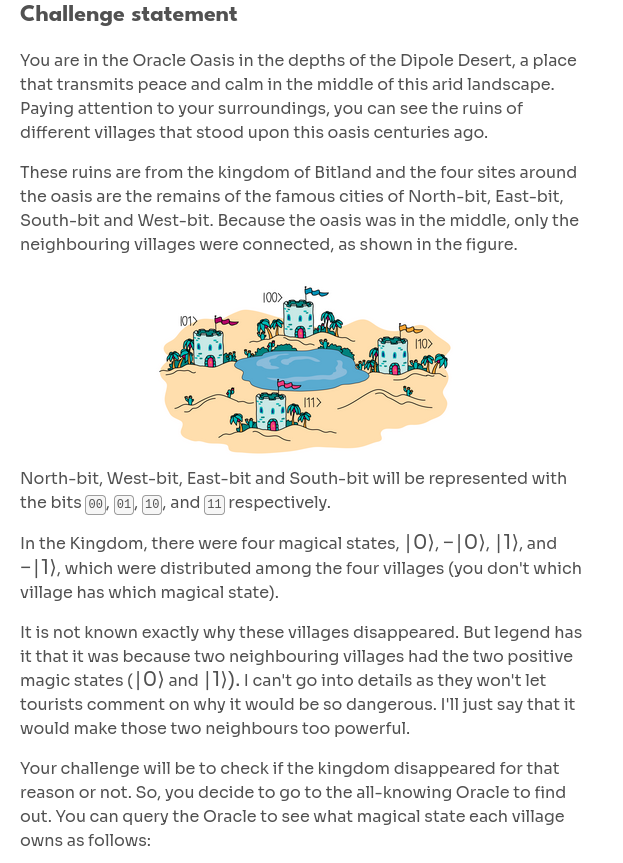 Challenge statement
You are in the Oracle Oasis in the depths of the Dipole Desert, a place
that transmits peace and calm in the middle of this arid landscape.
Paying attention to your surroundings, you can see the ruins of
different villages that stood upon this oasis centuries ago.
These ruins are from the kingdom of Bitland and the four sites around
the oasis are the remains of the famous cities of North-bit, East-bit,
South-bit and West-bit. Because the oasis was in the middle, only the
neighbouring villages were connected, as shown in the figure.
|00⟩
|01⟩
|10⟩
|11⟩
North-bit, West-bit, East-bit and South-bit will be represented with
the bits 00, 01, 10, and 11 respectively.
In the Kingdom, there were four magical states, |0⟩, −|0⟩, |1⟩, and
−|1⟩, which were distributed among the four villages (you don't which
village has which magical state).
It is not known exactly why these villages disappeared. But legend has
it that it was because two neighbouring villages had the two positive
magic states (|0⟩ and |1⟩). I can't go into details as they won't let
tourists comment on why it would be so dangerous. I'll just say that it
would make those two neighbours too powerful.
Your challenge will be to check if the kingdom disappeared for that
reason or not. So, you decide to go to the all-knowing Oracle to find
out. You can query the Oracle to see what magical state each village
owns as follows: